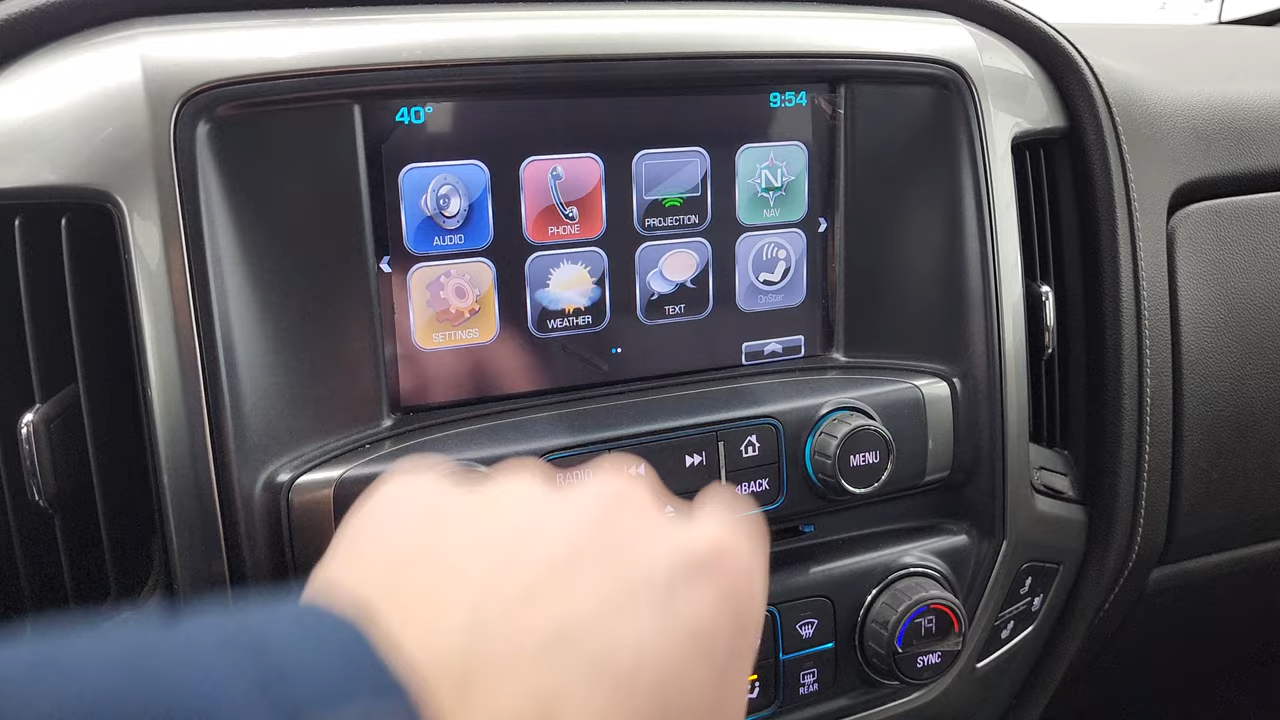 40°
9:54
AUDIO
PHONE
PROJECTION
N
NAV
SETTINGS
WEATHER
TEXT
OnStar
RADIO
BACK
MENU
79
SYNC
REAR